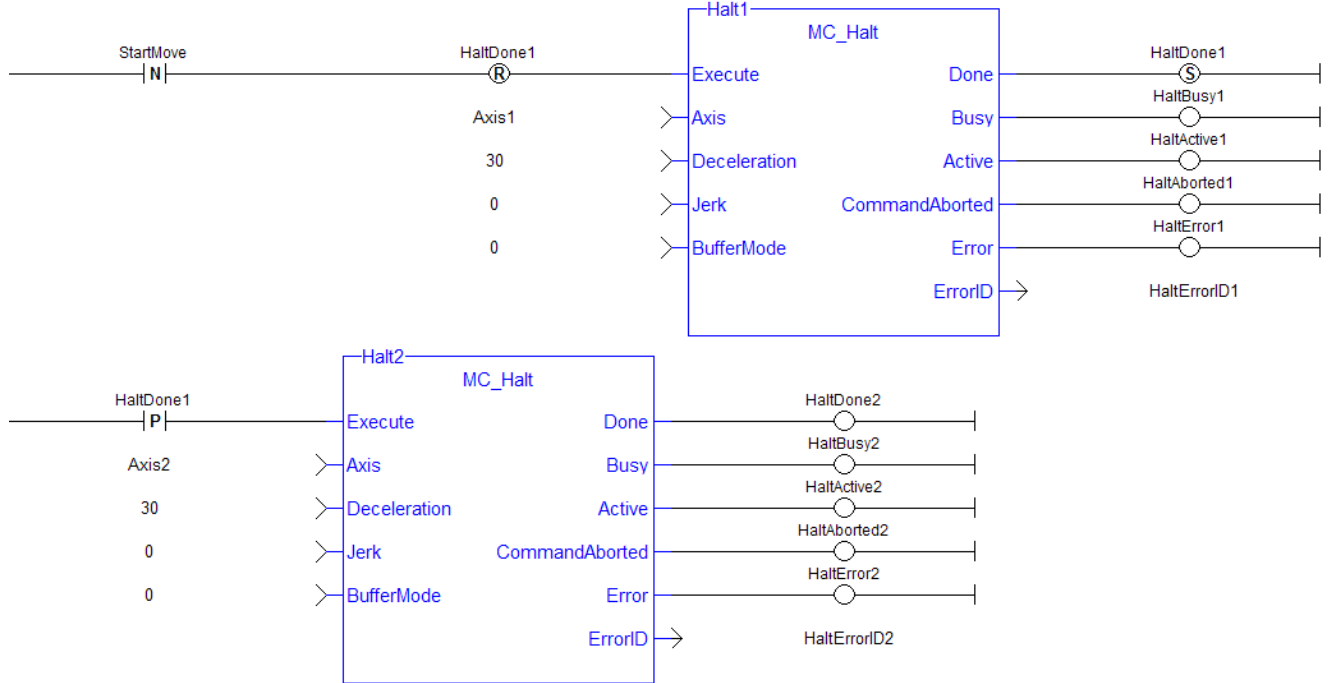 Halt1
MC_Halt
StartMove HaltDone1 HaltDone1
N R Execute Done S
HaltBusy1
Axis1 Axis Busy
HaltActive1
30 Deceleration Active
HaltAborted1
0 Jerk CommandAborted
HaltError1
0 BufferMode Error
ErrorID HaltErrorID1
Halt2
MC_Halt
HaltDone1 HaltDone2
P Execute Done
HaltBusy2
Axis2 Axis Busy
HaltActive2
30 Deceleration Active
HaltAborted2
0 Jerk CommandAborted
HaltError2
0 BufferMode Error
ErrorID HaltErrorID2